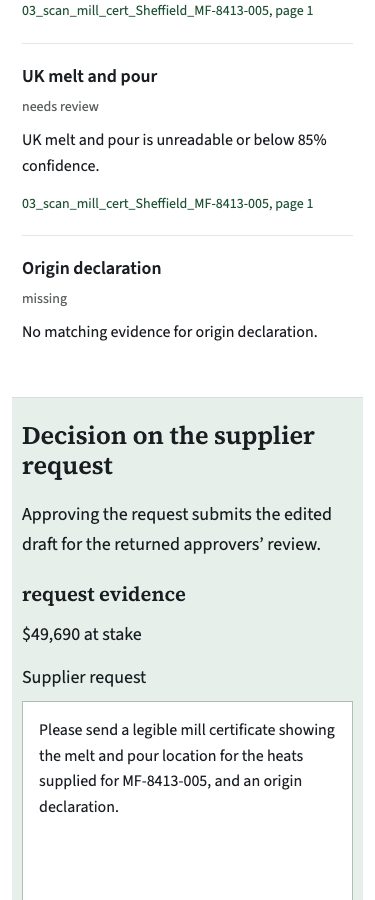 03_scan_mill_cert_Sheffield_MF-8413-005, page 1
UK melt and pour
needs review
UK melt and pour is unreadable or below 85%
confidence.
03_scan_mill_cert_Sheffield_MF-8413-005, page 1
Origin declaration
missing
No matching evidence for origin declaration.
Decision on the supplier
request
Approving the request submits the edited
draft for the returned approvers’ review.
request evidence
$49,690 at stake
Supplier request
Please send a legible mill certificate showing
the melt and pour location for the heats
supplied for MF-8413-005, and an origin
declaration.